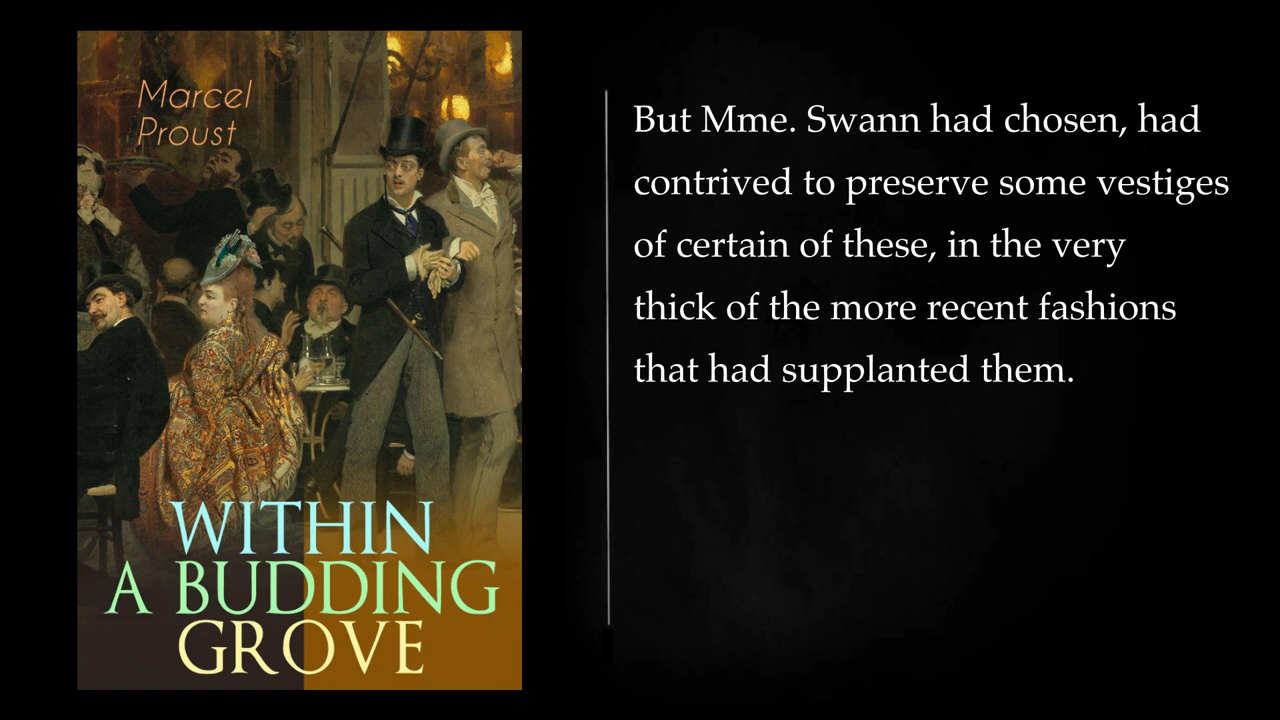 Marcel
Proust
WITHIN
A BUDDING
GROVE
But Mme. Swann had chosen, had
contrived to preserve some vestiges
of certain of these, in the very
thick of the more recent fashions
that had supplanted them.